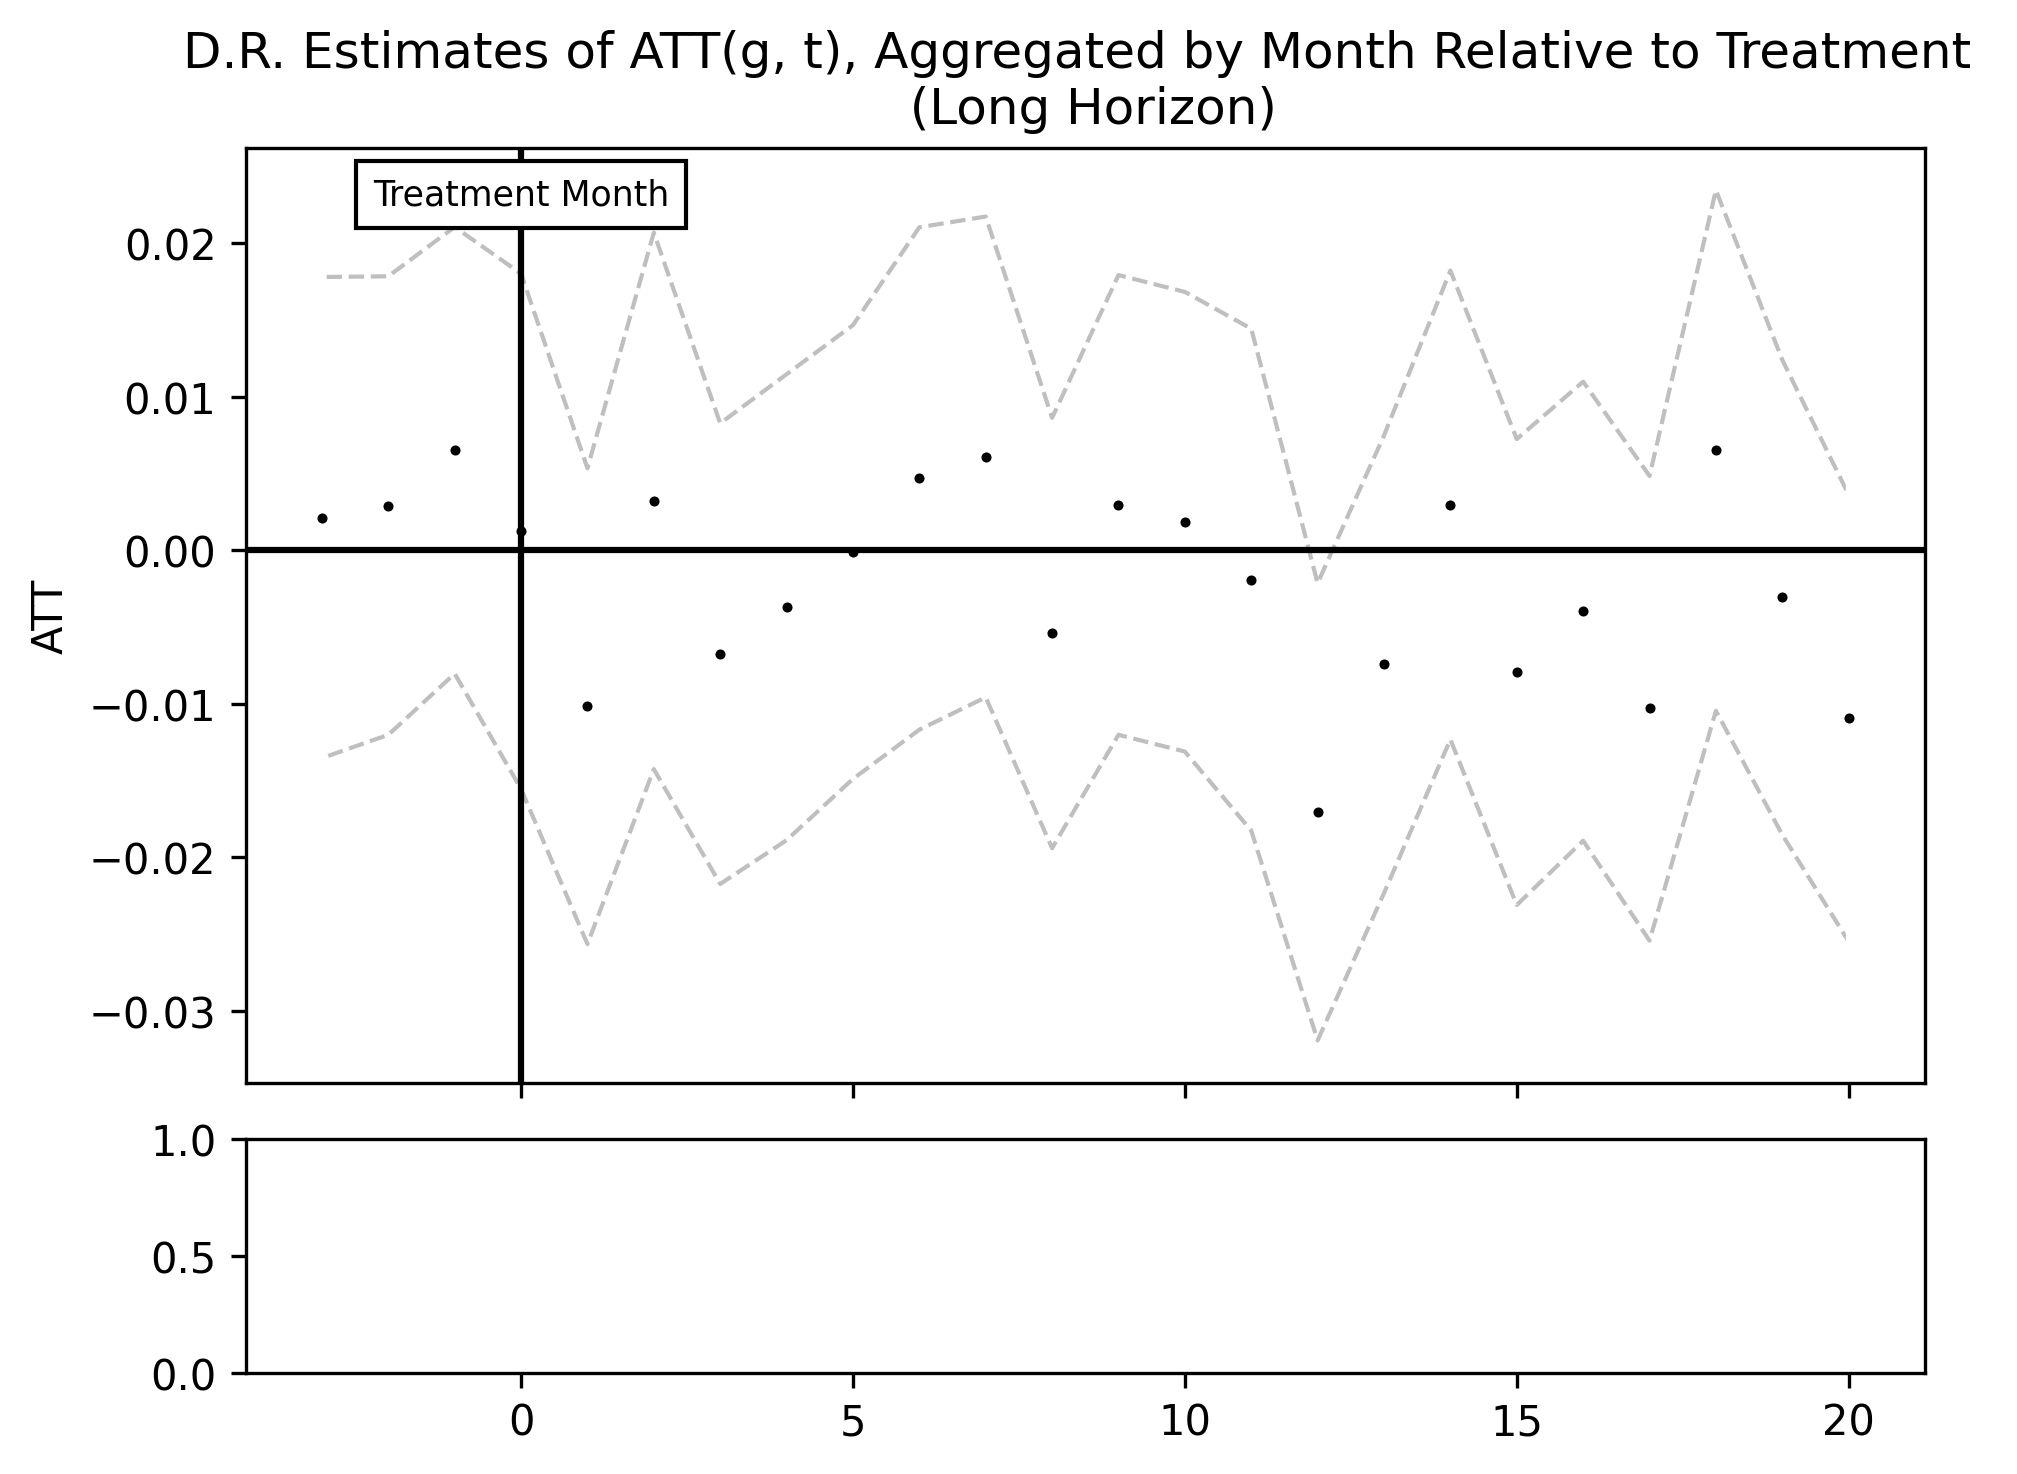 D.R. Estimates of ATT(g, t), Aggregated by Month Relative to Treatment
(Long Horizon)
Treatment Month
0.02
0.01
0.00
−0.01
−0.02
−0.03
ATT
1.0
0.5
0.0
0 5 10 15 20